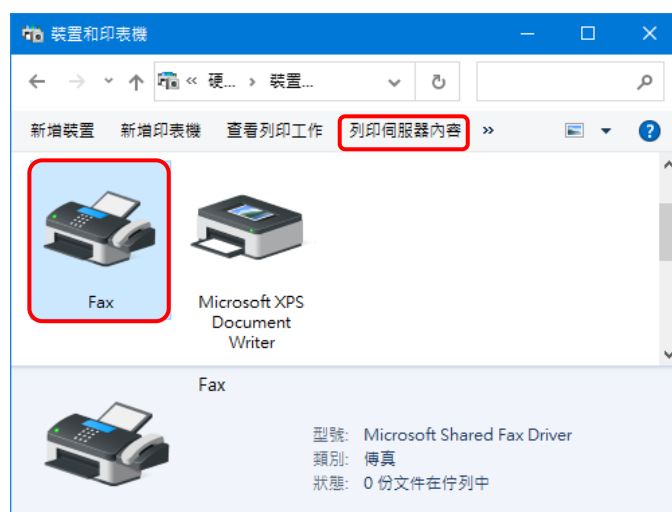 裝置和印表機
« 硬... › 裝置...
新增裝置 新增印表機 查看列印工作 列印伺服器內容 »
Fax
Microsoft XPS
Document
Writer
Fax
型號: Microsoft Shared Fax Driver
類別: 傳真
狀態: 0 份文件在佇列中